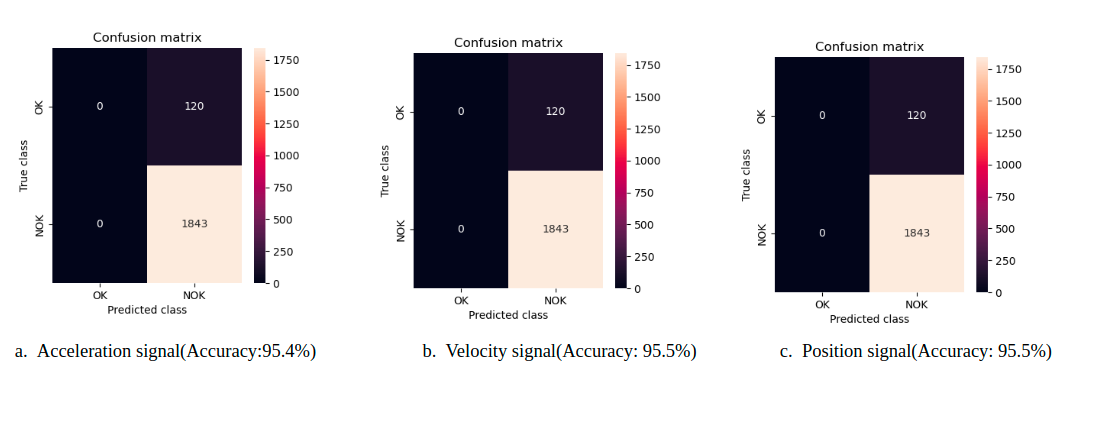 Confusion matrix
OK
0
120
NOK
0
1843
True class
OK
NOK
Predicted class
1750
1500
1250
1000
750
500
250
0
a. Acceleration signal(Accuracy:95.4%)
Confusion matrix
OK
0
120
NOK
0
1843
True class
OK
NOK
Predicted class
1750
1500
1250
1000
750
500
250
0
b. Velocity signal(Accuracy: 95.5%)
Confusion matrix
OK
0
120
NOK
0
1843
True class
OK
NOK
Predicted class
1750
1500
1250
1000
750
500
250
0
c. Position signal(Accuracy: 95.5%)